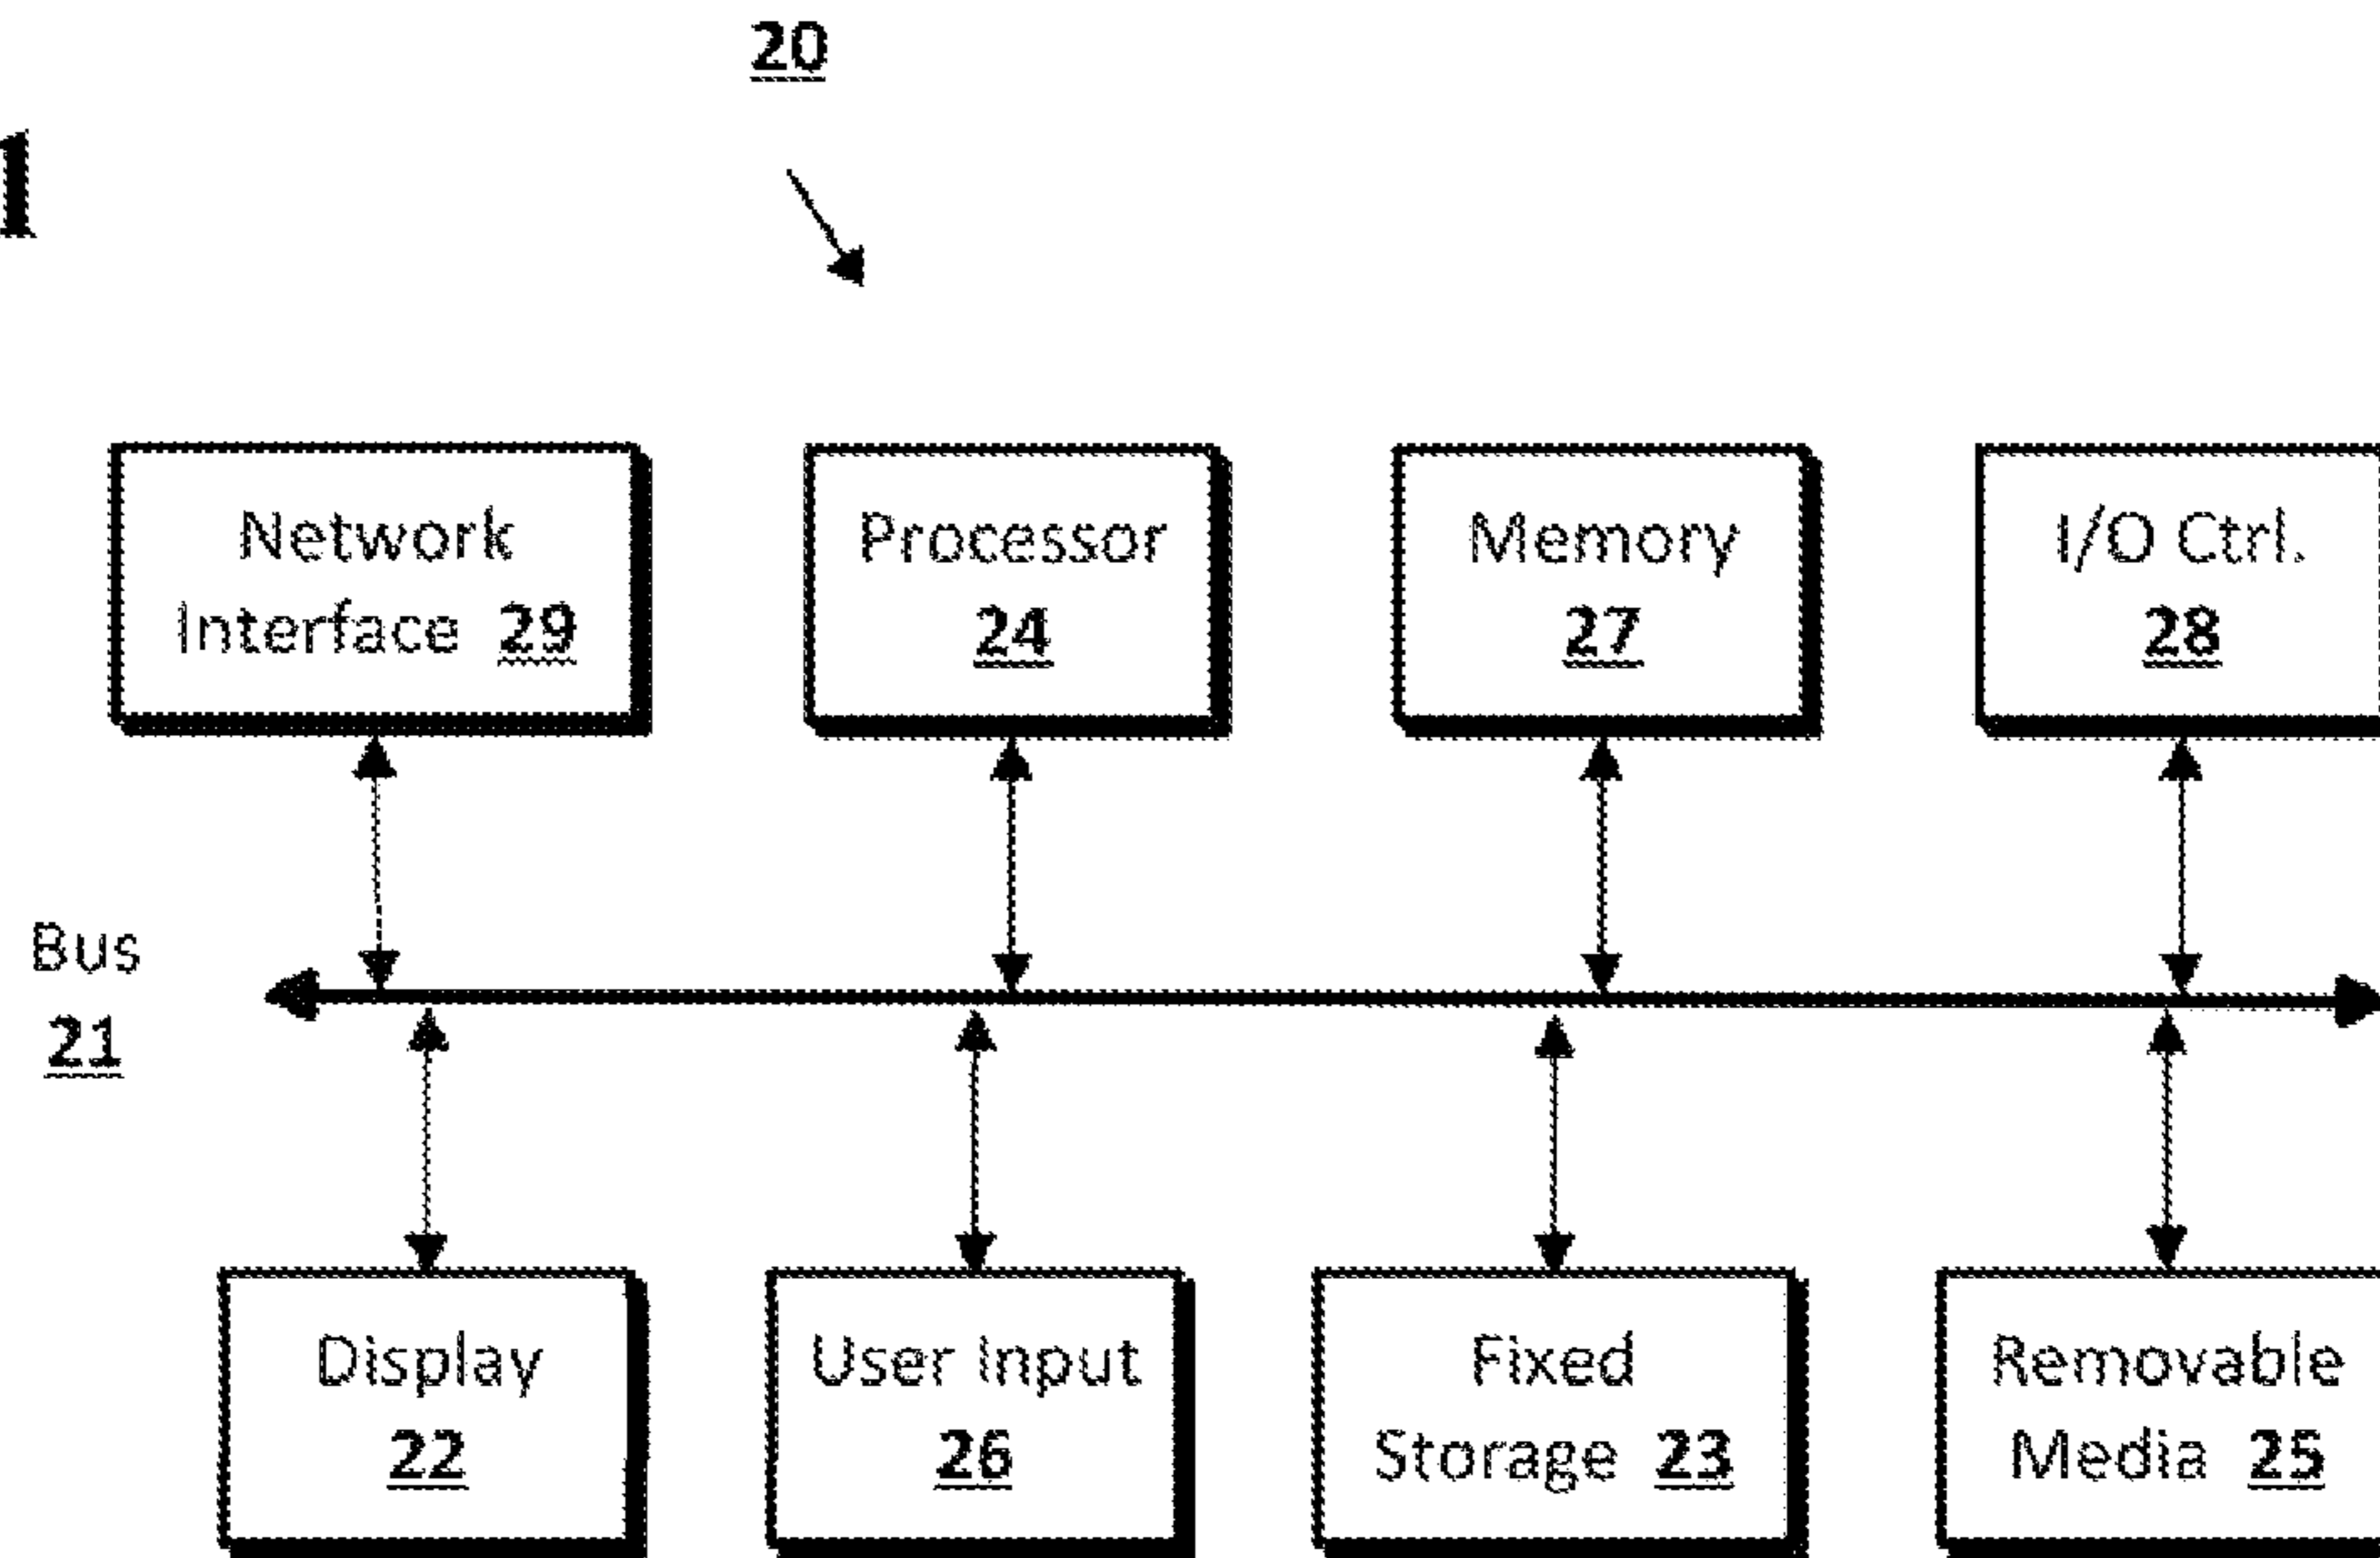 20
1
Network
Interface 29
Processor
24
Memory
27
I/O Ctrl.
28
Bus
21
Display
22
User Input
26
Fixed
Storage 23
Removable
Media 25